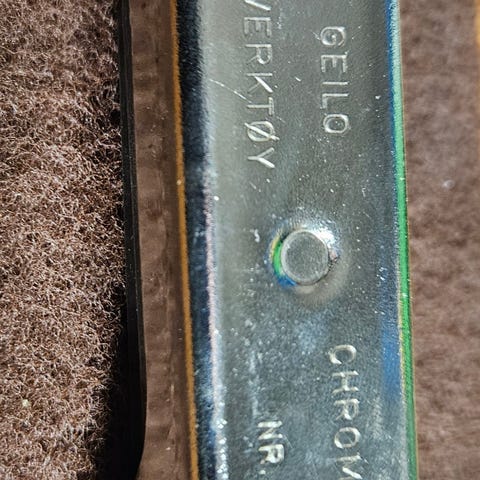 GEILO CHROM
VERKTØY NR.